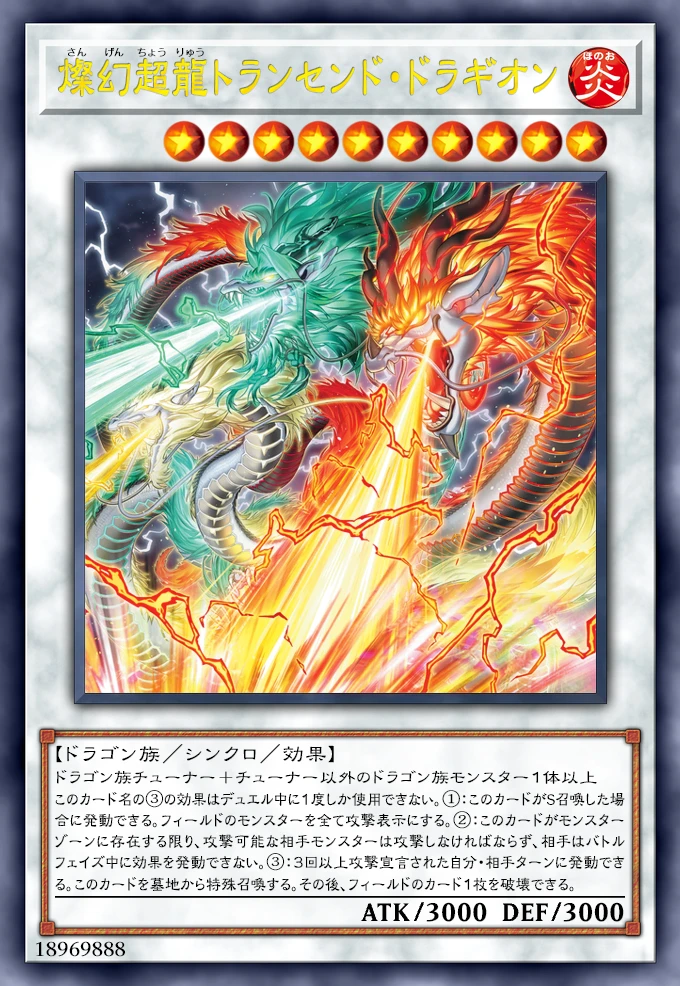 さん げん ちょう りゅう
燦幻超龍トランセンド・ドラギオン
ほのお
炎
【ドラゴン族／シンクロ／効果】
ドラゴン族チューナー＋チューナー以外のドラゴン族モンスター１体以上
このカード名の③の効果はデュエル中に１度しか使用できない。①：このカードがS召喚した場
合に発動できる。フィールドのモンスターを全て攻撃表示にする。②：このカードがモンスター
ゾーンに存在する限り、攻撃可能な相手モンスターは攻撃しなければならず、相手はバトル
フェイズ中に効果を発動できない。③：３回以上攻撃宣言された自分・相手ターンに発動でき
る。このカードを墓地から特殊召喚する。その後、フィールドのカード１枚を破壊できる。
ATK/3000 DEF/3000
18969888